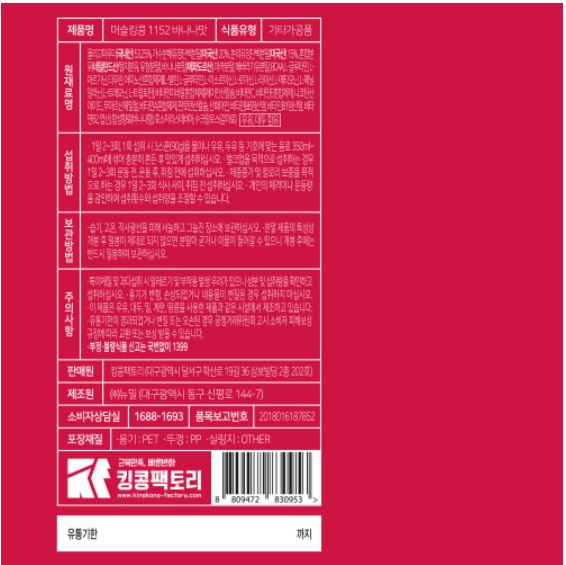 제품명 머슬킹콩 1152 바나나맛 식품유형 기타가공품
원재료명
우유, 대두 함유
섭취방법
· 1일 2~3회, 1회 섭취 시 3스푼(90g)을 물이나 우유, 두유 등 기호에 맞는 음료 350ml~
400ml에 섞어 충분히 흔든 후 맛있게 섭취하십시오. · 벌크업을 목적으로 섭취하는 경우
1일 2~3회 운동 전, 운동 후, 취침 전에 섭취하십시오. · 체중증가 및 칼로리 보충을 목적
으로 하는 경우 1일 2~3회 식사 사이, 취침 전 섭취하십시오. · 개인의 체격이나 운동량
을 감안하여 섭취횟수와 섭취량을 조절할 수 있습니다.
보관방법
·습기, 고온, 직사광선을 피해 서늘하고 그늘진 장소에 보관하십시오. ·분말 제품의 특성상
개봉 후 밀봉이 제대로 되지 않으면 분말이 굳거나 이물이 들어갈 수 있으니 개봉 후에는
반드시 밀봉하여 보관하십시오.
주의사항
·특이체질 및 과다섭취 시 알레르기 및 부작용 발생 우려가 있으니 성분 및 섭취량을 확인하고
섭취하십시오. ·용기가 변형, 손상되었거나 내용물이 변질된 경우 섭취하지 마십시오.
·이 제품은 우유, 대두, 밀, 계란, 땅콩을 사용한 제품과 같은 시설에서 제조하고 있습니다.
·유통기한이 경과되었거나 변질 또는 오손된 경우 공정거래위원회 고시 소비자 피해보상
규정에 따라 교환 또는 보상 받을 수 있습니다.
·부정·불량식품 신고는 국번없이 1399
판매원 킹콩팩토리 (대구광역시 달서구 학산로 19길 36 삼보빌딩 2층 202호)
제조원 ㈜뉴밀 (대구광역시 동구 신평로 144-7)
소비자상담실 1688-1693 품목보고번호 2018016187852
포장재질 ·용기 : PET ·뚜껑 : PP ·실링지 : OTHER
근육만족, 빠른변화
킹콩팩토리
www.kingkong-factory.com
8 809472 830953 >
유통기한 까지